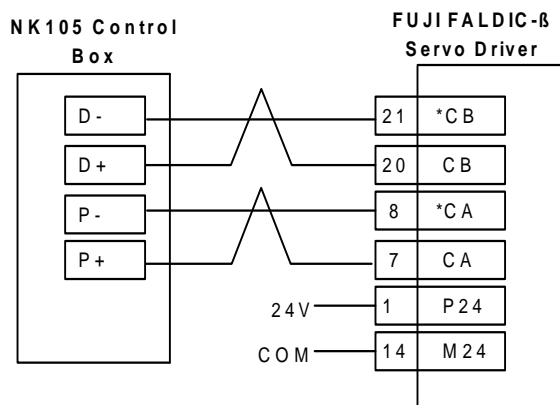 NK105 Control
Box
FUJI FALDIC-ß
Servo Driver
D- 21 *CB
D+ 20 CB
P- 8 *CA
P+ 7 CA
24V 1 P24
COM 14 M24